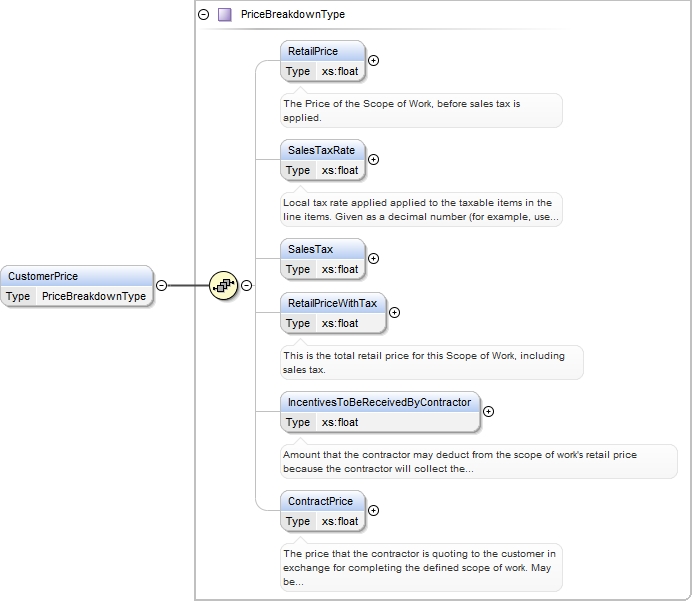 PriceBreakdownType
RetailPrice
Type xs:float
The Price of the Scope of Work, before sales tax is
applied.
SalesTaxRate
Type xs:float
Local tax rate applied applied to the taxable items in the
line items. Given as a decimal number (for example, use...
SalesTax
Type xs:float
CustomerPrice
Type PriceBreakdownType
RetailPriceWithTax
Type xs:float
This is the total retail price for this Scope of Work, including
sales tax.
IncentivesToBeReceivedByContractor
Type xs:float
Amount that the contractor may deduct from the scope of work's retail price
because the contractor will collect the...
ContractPrice
Type xs:float
The price that the contractor is quoting to the customer in
exchange for completing the defined scope of work. May
be...